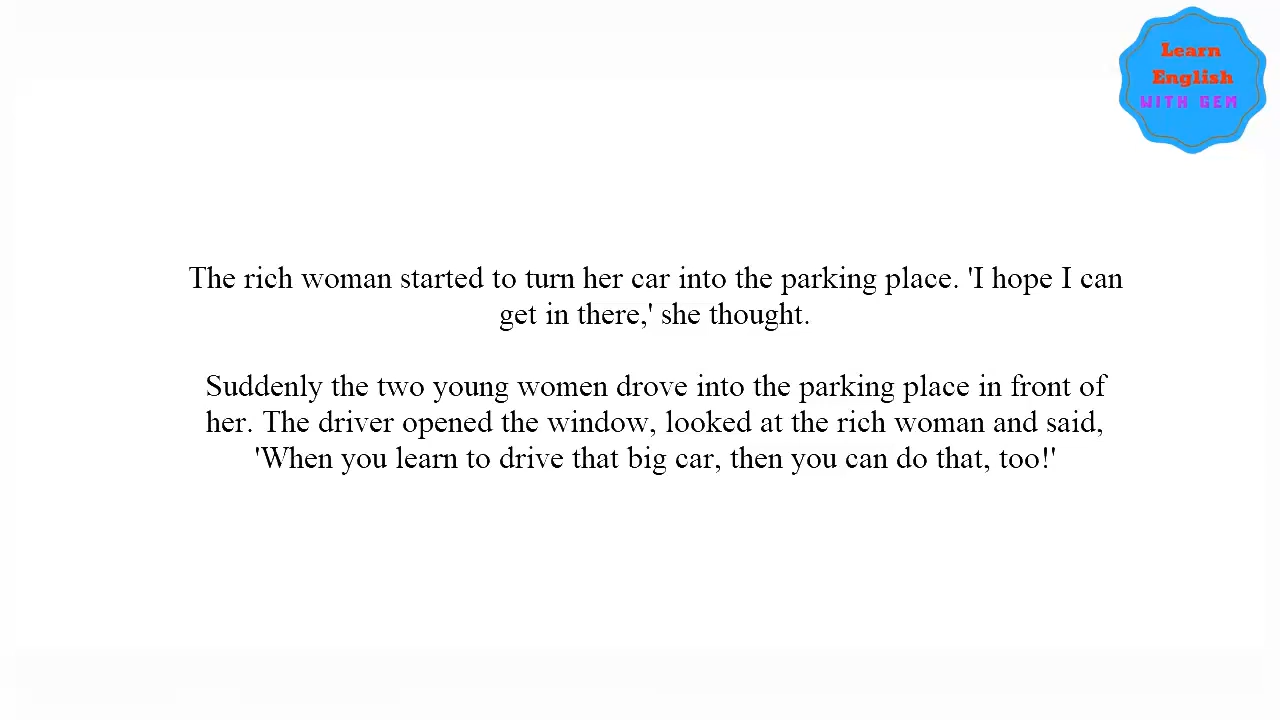 Learn
English
WITH GEM
The rich woman started to turn her car into the parking place. 'I hope I can
get in there,' she thought.
Suddenly the two young women drove into the parking place in front of
her. The driver opened the window, looked at the rich woman and said,
'When you learn to drive that big car, then you can do that, too!'